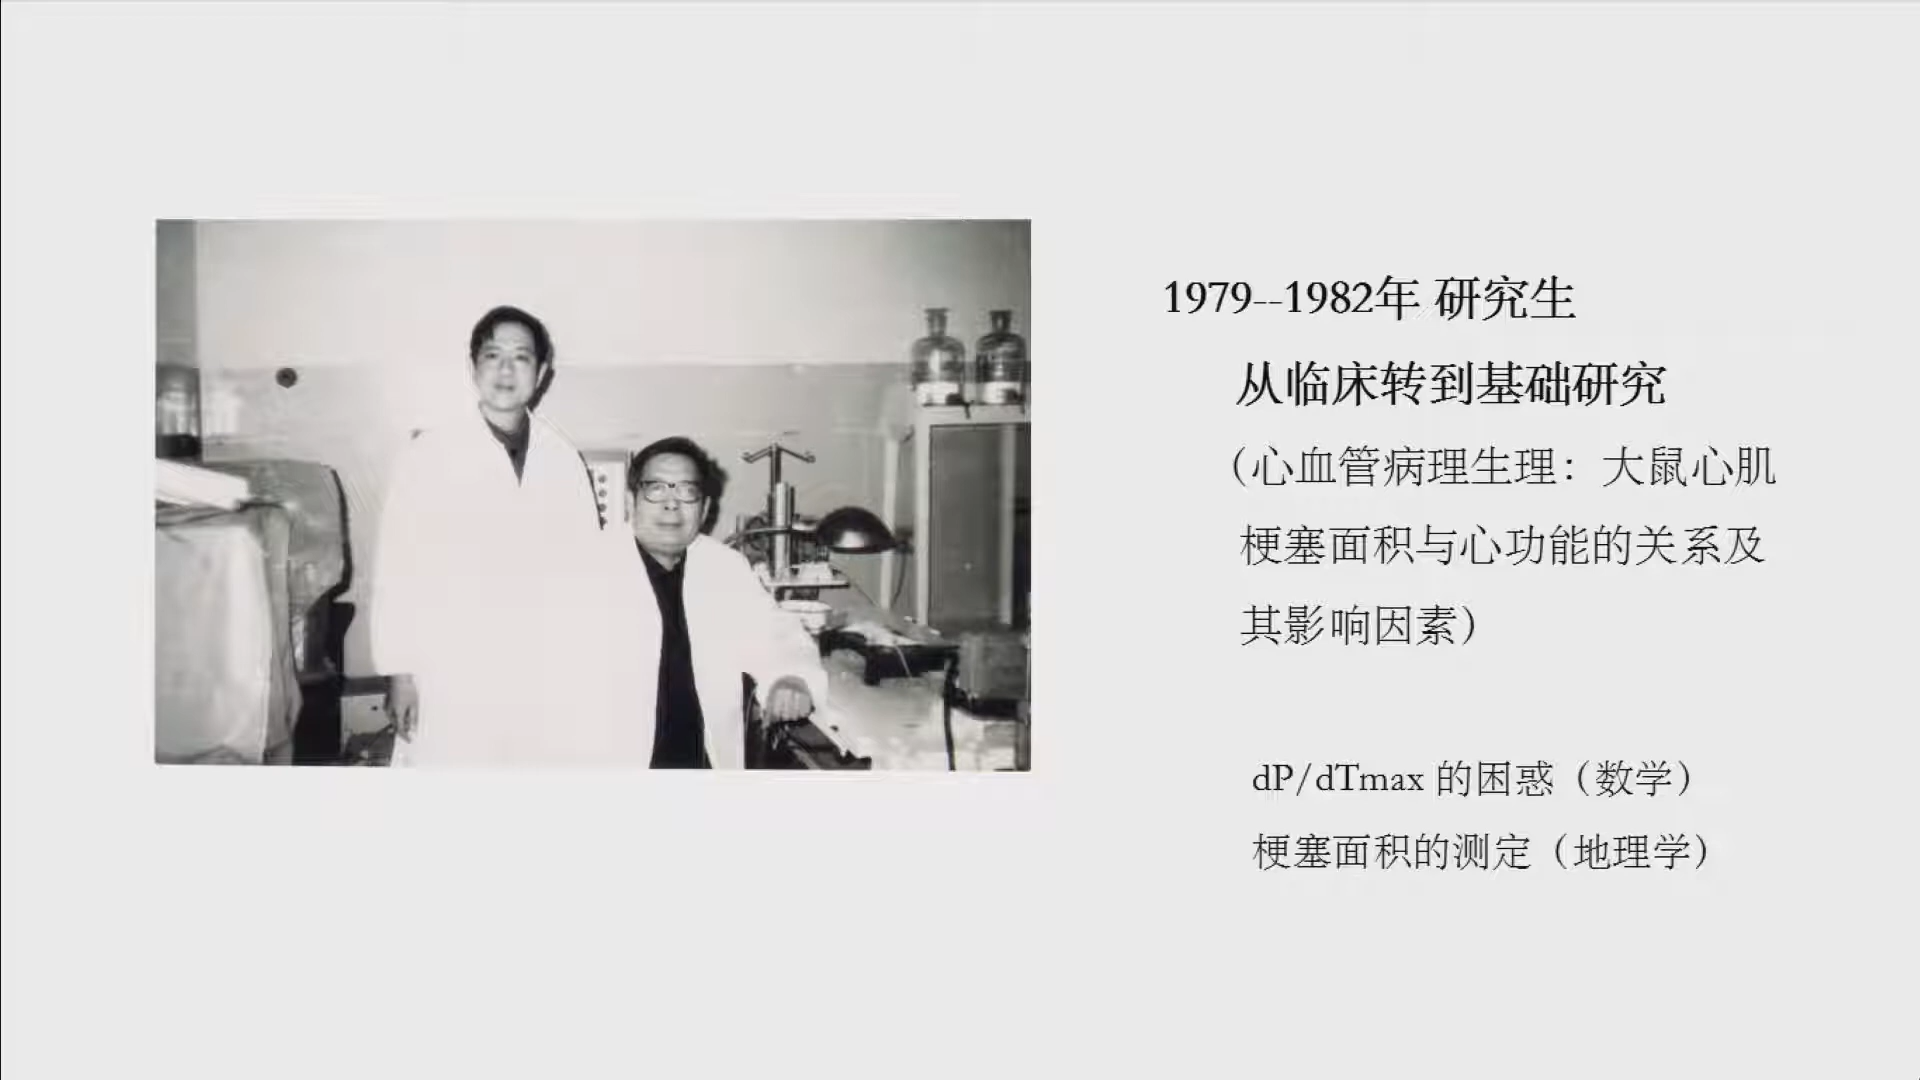 1979--1982年 研究生
从临床转到基础研究
（心血管病理生理：大鼠心肌
梗塞面积与心功能的关系及
其影响因素）
dP/dTmax 的困惑（数学）
梗塞面积的测定（地理学）